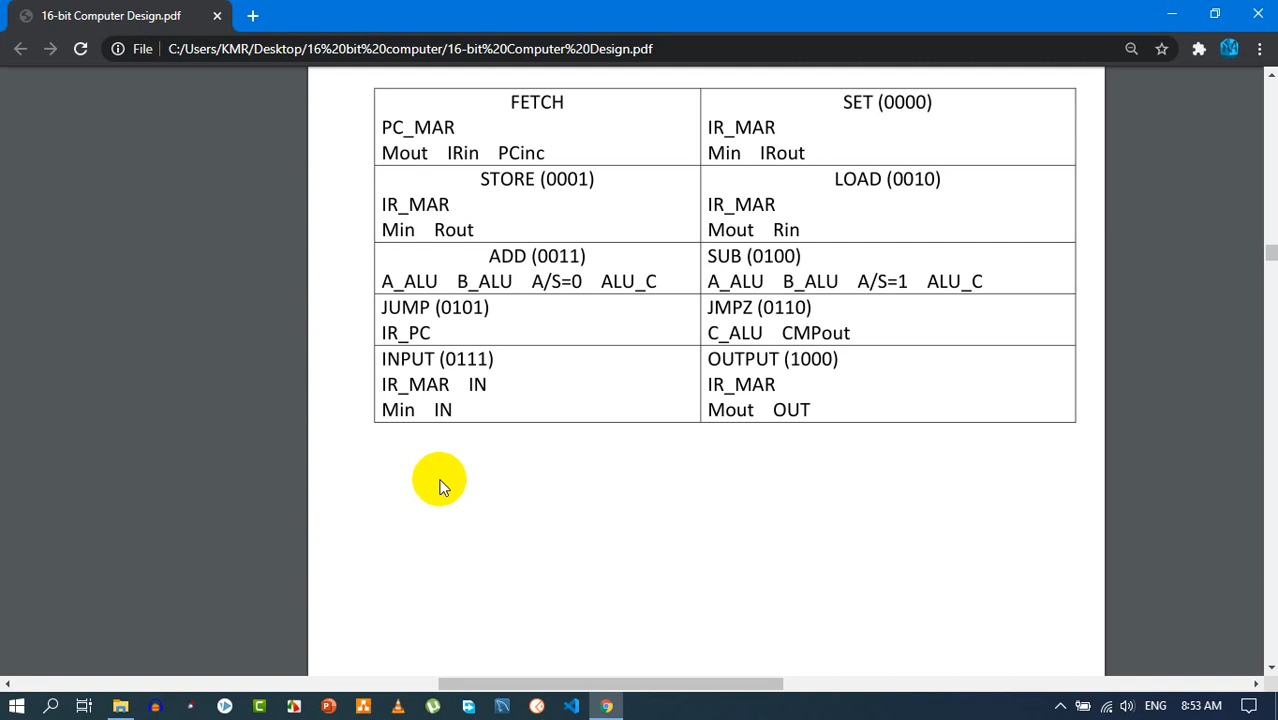 16-bit Computer Design.pdf
File C:/Users/KMR/Desktop/16%20bit%20computer/16-bit%20Computer%20Design.pdf
FETCH
PC_MAR
Mout IRin PCinc
SET (0000)
IR_MAR
Min IRout
STORE (0001)
IR_MAR
Min Rout
LOAD (0010)
IR_MAR
Mout Rin
ADD (0011)
A_ALU B_ALU A/S=0 ALU_C
SUB (0100)
A_ALU B_ALU A/S=1 ALU_C
JUMP (0101)
IR_PC
JMPZ (0110)
C_ALU CMPout
INPUT (0111)
IR_MAR IN
Min IN
OUTPUT (1000)
IR_MAR
Mout OUT
ENG 8:53 AM